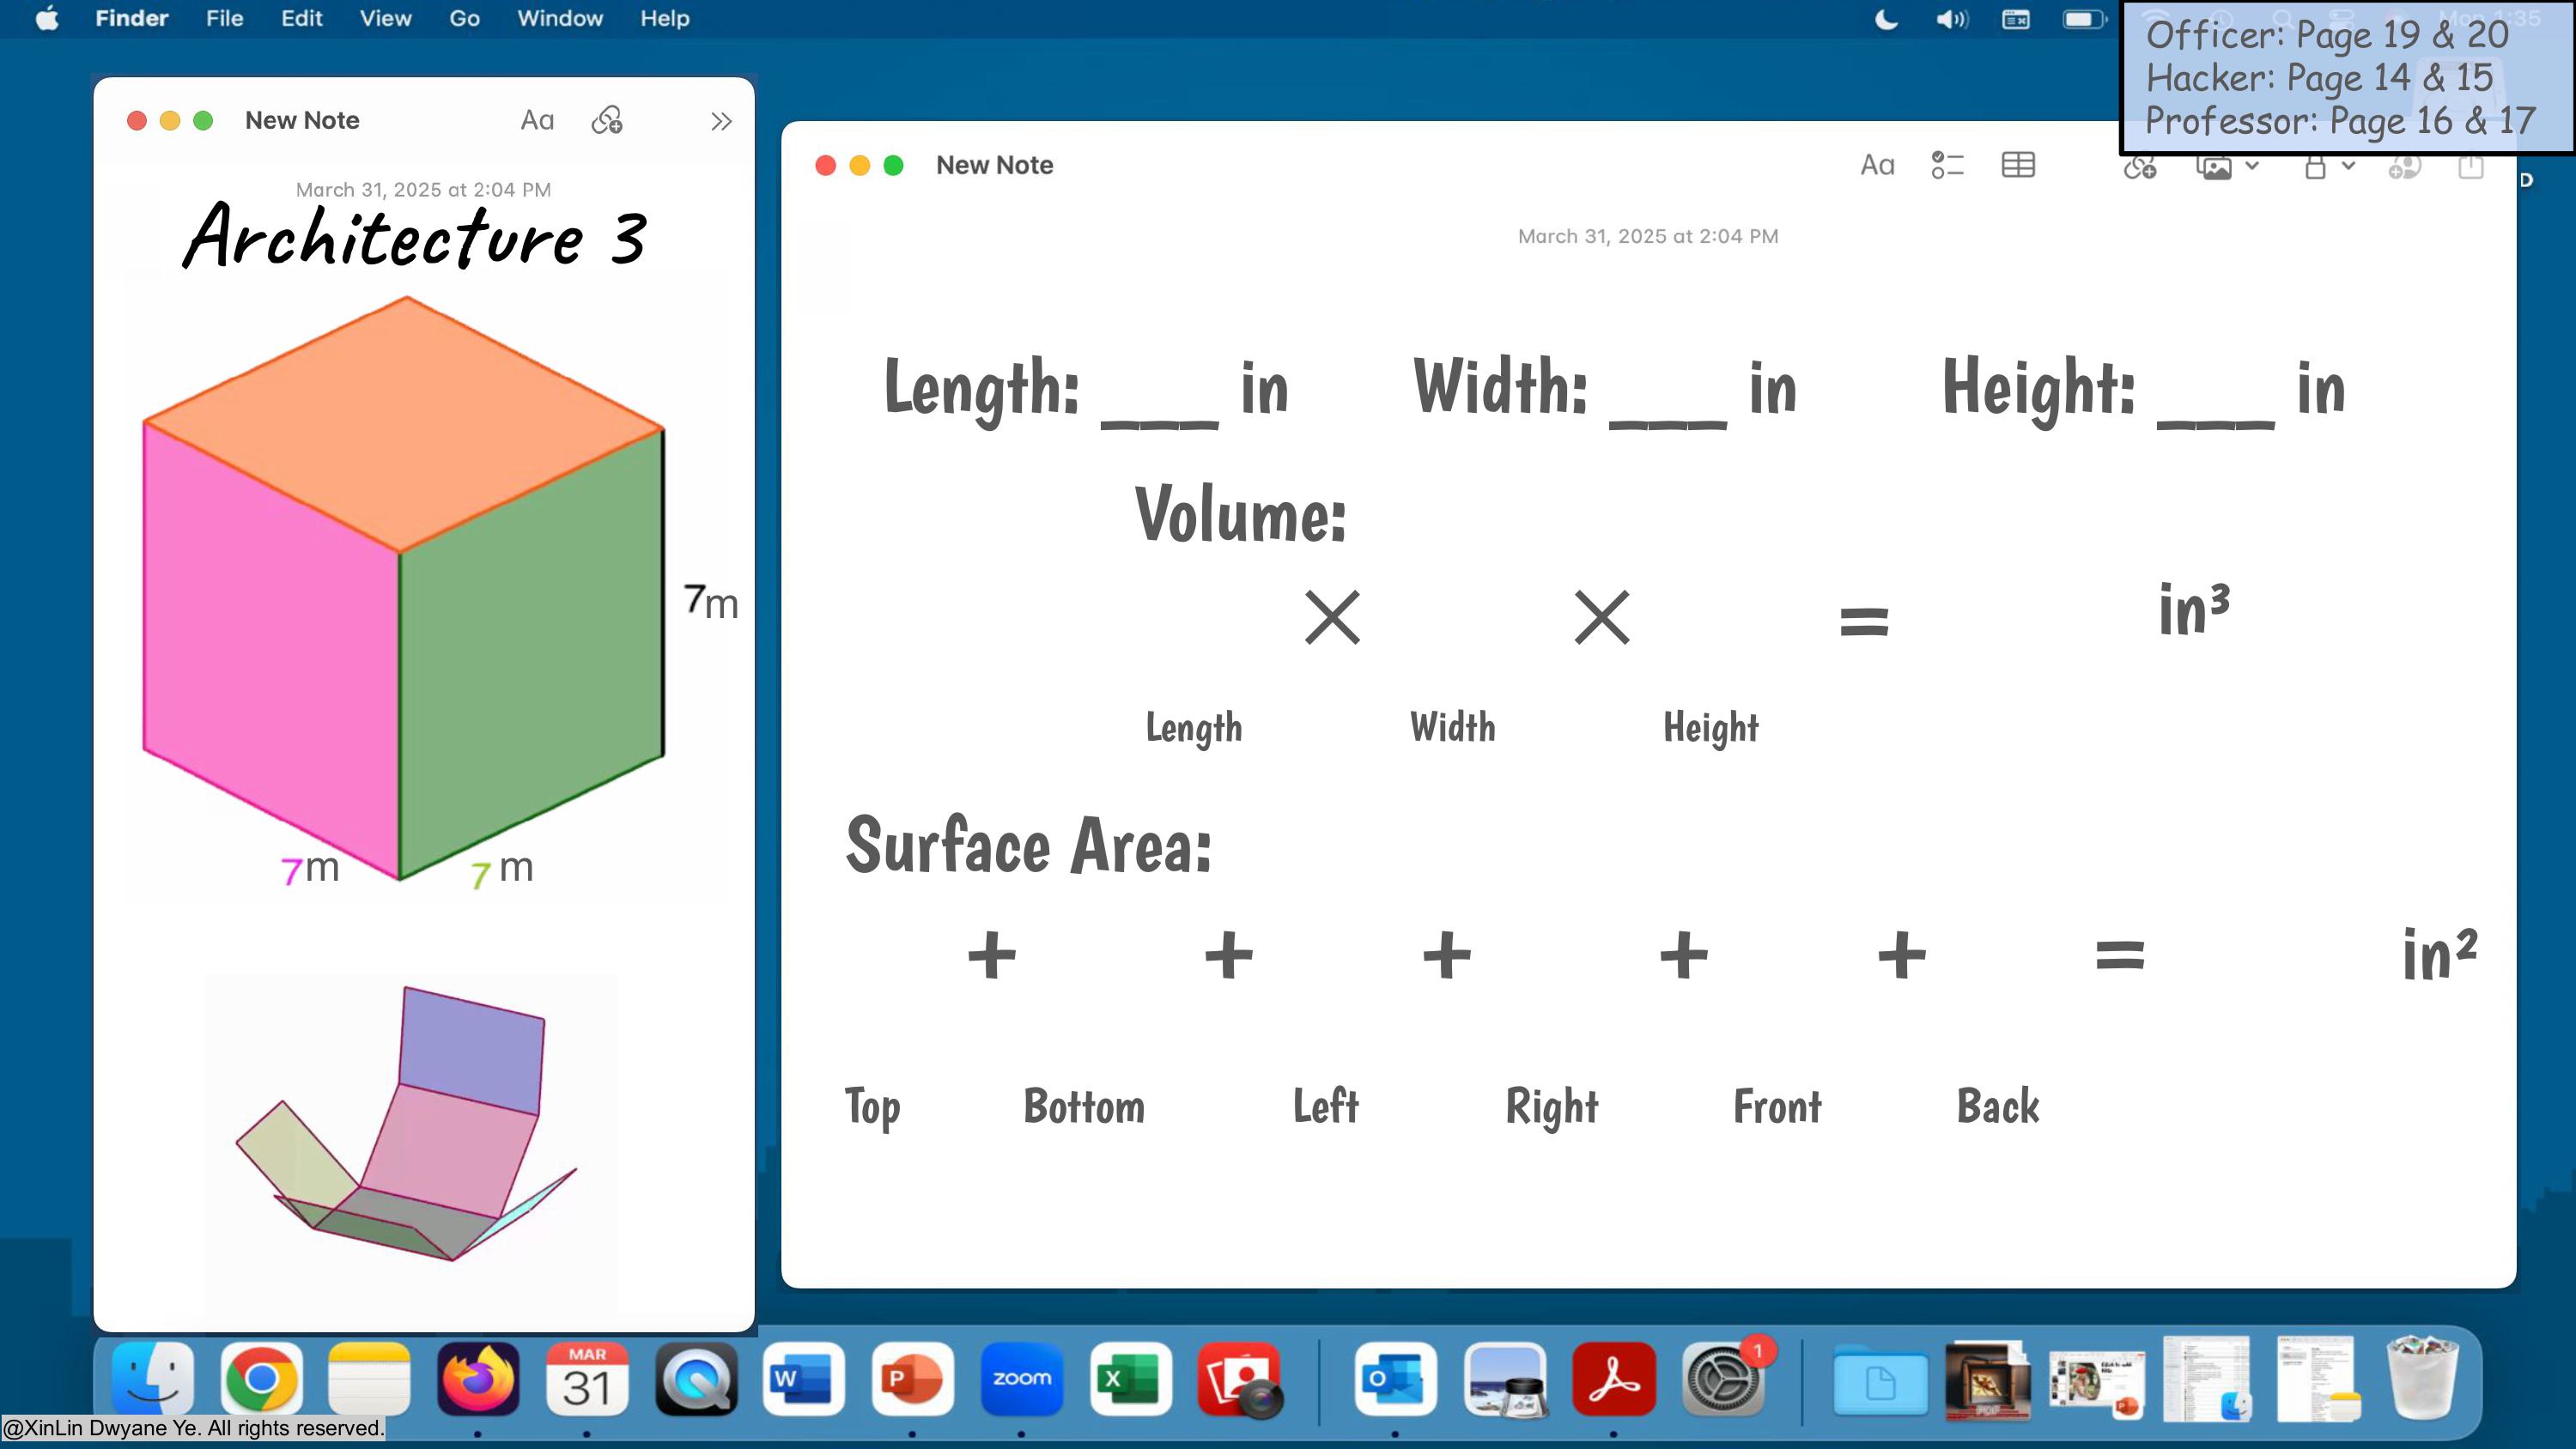 Finder File Edit View Go Window Help
Officer: Page 19 & 20
Hacker: Page 14 & 15
Professor: Page 16 & 17
New Note Aa
March 31, 2025 at 2:04 PM
Architecture 3
7m
7m 7 m
New Note Aa
D
March 31, 2025 at 2:04 PM
Length: ___ in Width: ___ in Height: ___ in
Volume:
× × = in³
Length Width Height
Surface Area:
+ + + + + = in²
Top Bottom Left Right Front Back
MAR
31
W
P
zoom
X
O
1
@XinLin Dwyane Ye. All rights reserved.